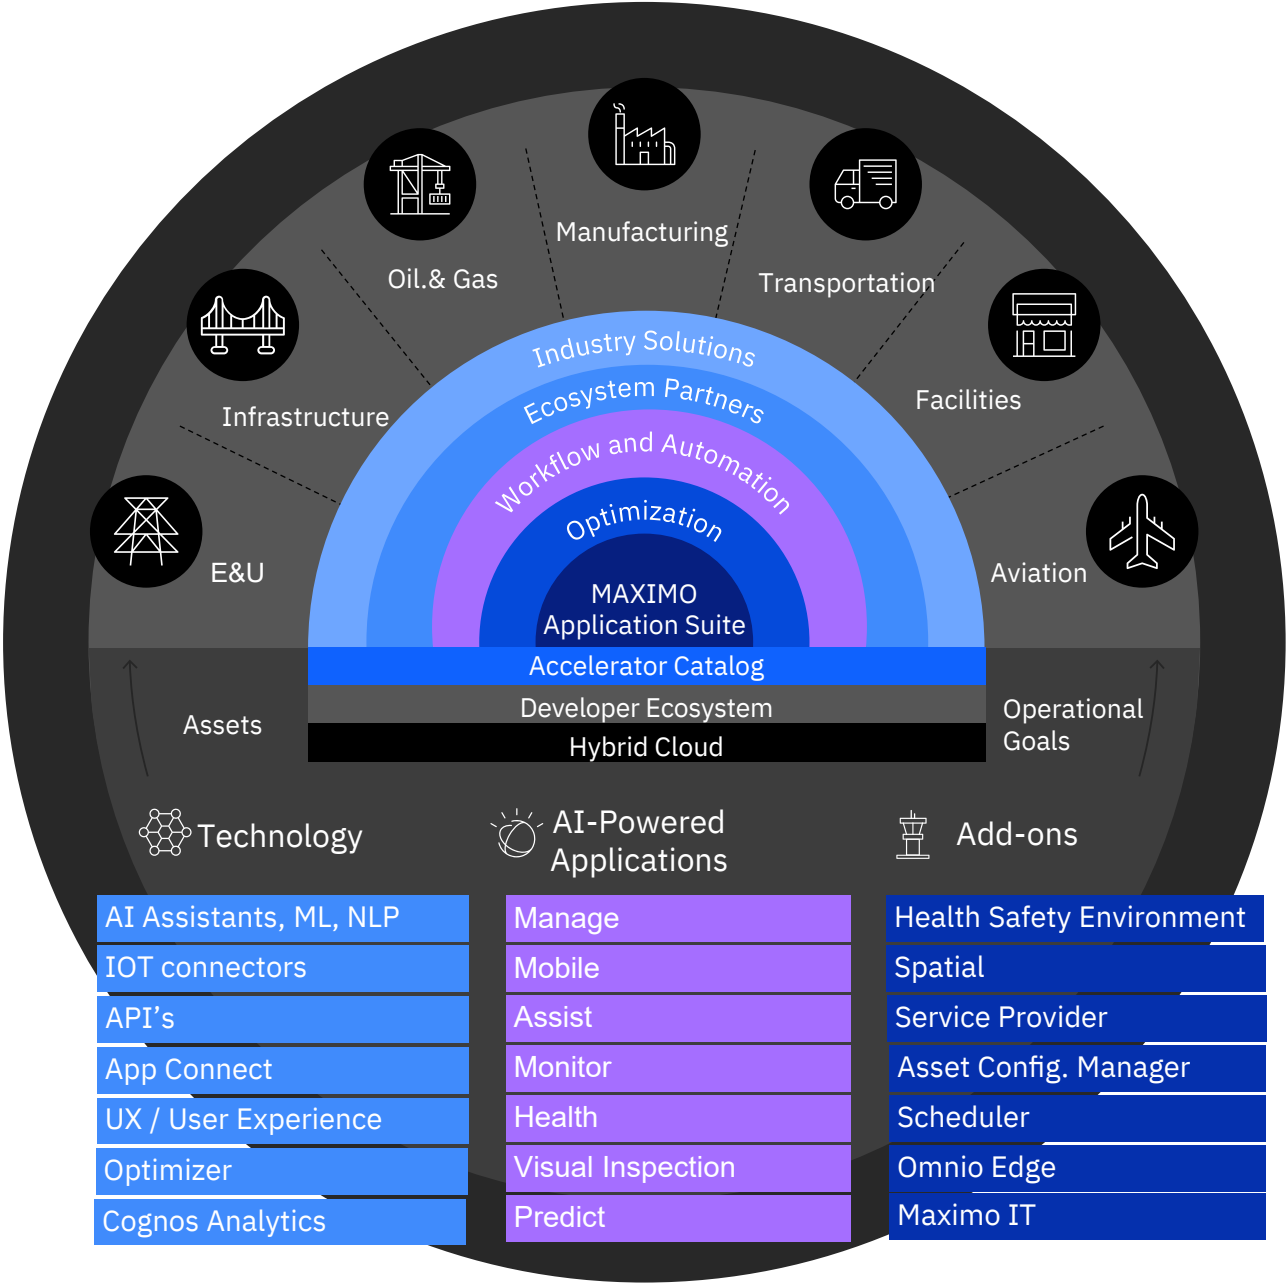 Manufacturing
Oil.& Gas
Transportation
Infrastructure
Facilities
E&U
Aviation
Industry Solutions
Ecosystem Partners
Workflow and Automation
Optimization
MAXIMO
Application Suite
Accelerator Catalog
Developer Ecosystem
Hybrid Cloud
Assets
Operational
Goals
Technology
AI Assistants, ML, NLP
IOT connectors
API’s
App Connect
UX / User Experience
Optimizer
Cognos Analytics
AI-Powered
Applications
Manage
Mobile
Assist
Monitor
Health
Visual Inspection
Predict
Add-ons
Health Safety Environment
Spatial
Service Provider
Asset Config. Manager
Scheduler
Omnio Edge
Maximo IT